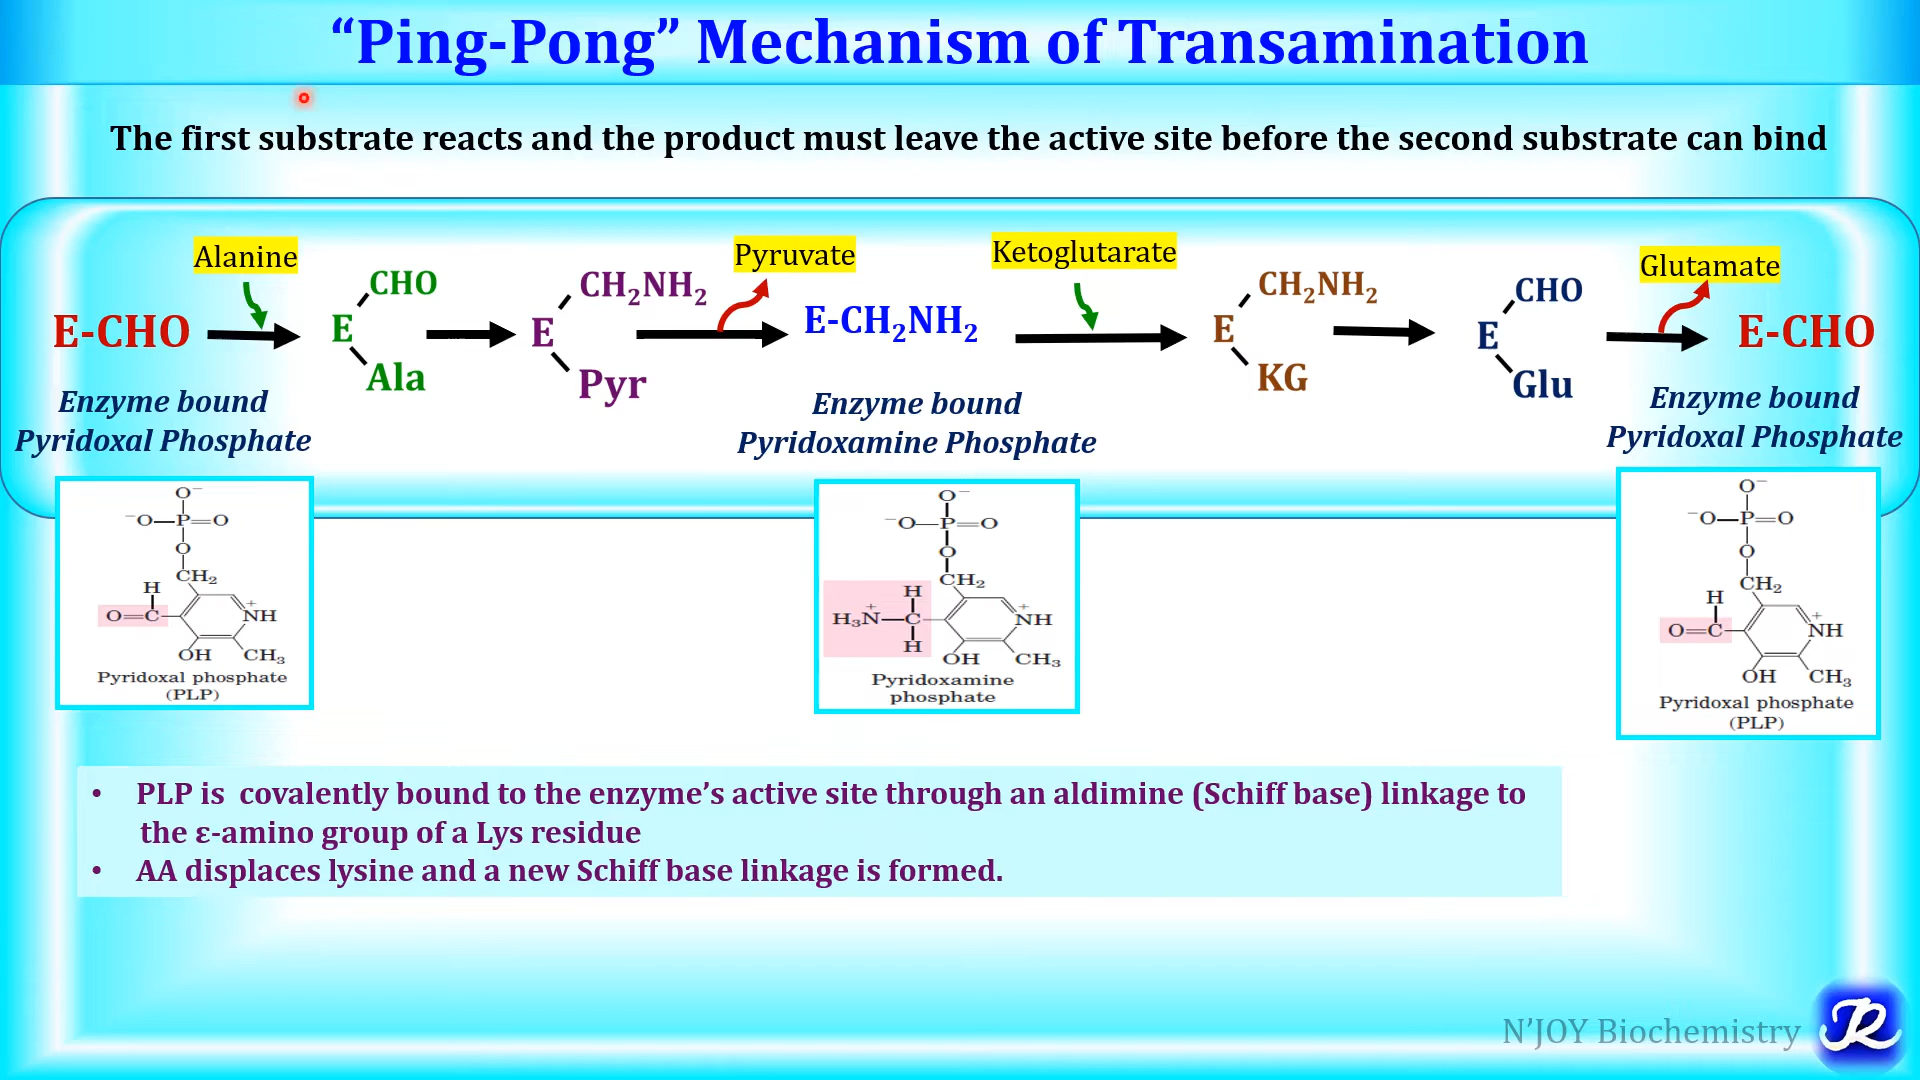 “Ping-Pong” Mechanism of Transamination
The first substrate reacts and the product must leave the active site before the second substrate can bind
Alanine
Pyruvate
Ketoglutarate
Glutamate
E-CHO
CHO
E
Ala
CH₂NH₂
E
Pyr
E-CH₂NH₂
CH₂NH₂
E
KG
CHO
E
Glu
E-CHO
Enzyme bound
Pyridoxal Phosphate
Enzyme bound
Pyridoxamine Phosphate
Enzyme bound
Pyridoxal Phosphate
O⁻
⁻O—P=O
O
CH₂
H
O=C
+
NH
OH
CH₃
Pyridoxal phosphate
(PLP)
O⁻
⁻O—P=O
O
CH₂
H
+
H₃N—C
H
+
NH
OH
CH₃
Pyridoxamine
phosphate
O⁻
⁻O—P=O
O
CH₂
H
O=C
+
NH
OH
CH₃
Pyridoxal phosphate
(PLP)
• PLP is covalently bound to the enzyme’s active site through an aldimine (Schiff base) linkage to
the ε-amino group of a Lys residue
• AA displaces lysine and a new Schiff base linkage is formed.
N’JOY Biochemistry